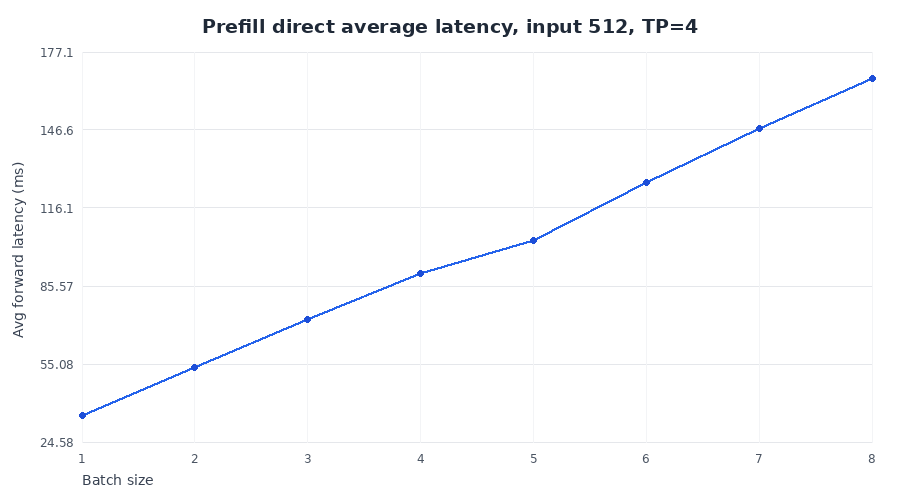 Prefill direct average latency, input 512, TP=4
177.1
146.6
116.1
85.57
55.08
24.58
Avg forward latency (ms)
1 2 3 4 5 6 7 8
Batch size